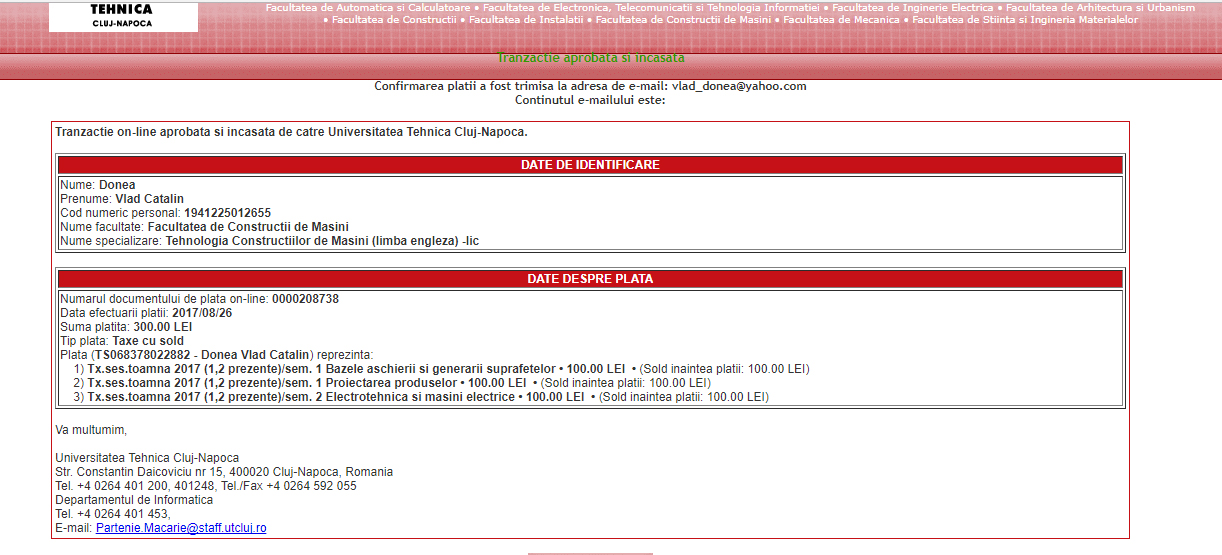 TEHNICA
CLUJ-NAPOCA
Facultatea de Automatica si Calculatoare • Facultatea de Electronica, Telecomunicatii si Tehnologia Informatiei • Facultatea de Inginerie Electrica • Facultatea de Arhitectura si Urbanism
• Facultatea de Constructii • Facultatea de Instalatii • Facultatea de Constructii de Masini • Facultatea de Mecanica • Facultatea de Stiinta si Ingineria Materialelor
Tranzactie aprobata si incasata
Confirmarea platii a fost trimisa la adresa de e-mail: vlad_donea@yahoo.com
Continutul e-mailului este:
Tranzactie on-line aprobata si incasata de catre Universitatea Tehnica Cluj-Napoca.
DATE DE IDENTIFICARE
Nume: Donea
Prenume: Vlad Catalin
Cod numeric personal: 1941225012655
Nume facultate: Facultatea de Constructii de Masini
Nume specializare: Tehnologia Constructiilor de Masini (limba engleza) -lic
DATE DESPRE PLATA
Numarul documentului de plata on-line: 0000208738
Data efectuarii platii: 2017/08/26
Suma platita: 300.00 LEI
Tip plata: Taxe cu sold
Plata (TS068378022882 - Donea Vlad Catalin) reprezinta:
1) Tx.ses.toamna 2017 (1,2 prezente)/sem. 1 Bazele aschierii si generarii suprafetelor • 100.00 LEI • (Sold inaintea platii: 100.00 LEI)
2) Tx.ses.toamna 2017 (1,2 prezente)/sem. 1 Proiectarea produselor • 100.00 LEI • (Sold inaintea platii: 100.00 LEI)
3) Tx.ses.toamna 2017 (1,2 prezente)/sem. 2 Electrotehnica si masini electrice • 100.00 LEI • (Sold inaintea platii: 100.00 LEI)
Va multumim,
Universitatea Tehnica Cluj-Napoca
Str. Constantin Daicoviciu nr 15, 400020 Cluj-Napoca, Romania
Tel. +4 0264 401 200, 401248, Tel./Fax +4 0264 592 055
Departamentul de Informatica
Tel. +4 0264 401 453,
E-mail: Partenie.Macarie@staff.utcluj.ro